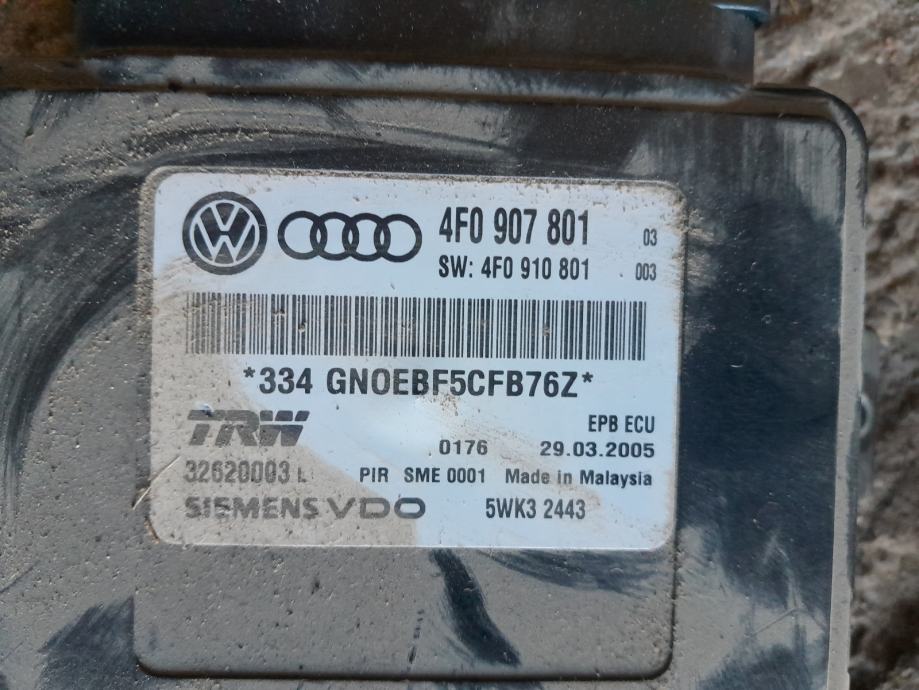 4F0 907 801 03
SW: 4F0 910 801 003
*334 GN0EBF5CFB76Z*
TRW EPB ECU
0176 29.03.2005
32620003 L PIR SME 0001 Made in Malaysia
SIEMENS VDO 5WK3 2443